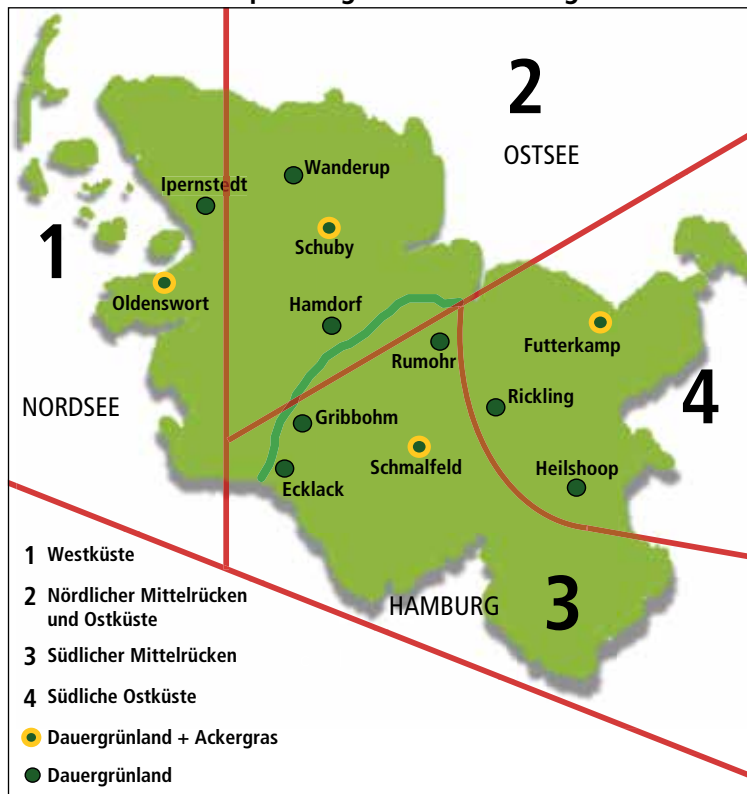 2
OSTSEE
Wanderup
Ipernstedt
1
Schuby
Oldenswort
Hamdorf
Rumohr
Futterkamp
4
NORDSEE
Gribbohm
Rickling
Schmalfeld
Heilshoop
Ecklack
1 Westküste
2 Nördlicher Mittelrücken
und Ostküste
HAMBURG
3
3 Südlicher Mittelrücken
4 Südliche Ostküste
Dauergrünland + Ackergras
Dauergrünland